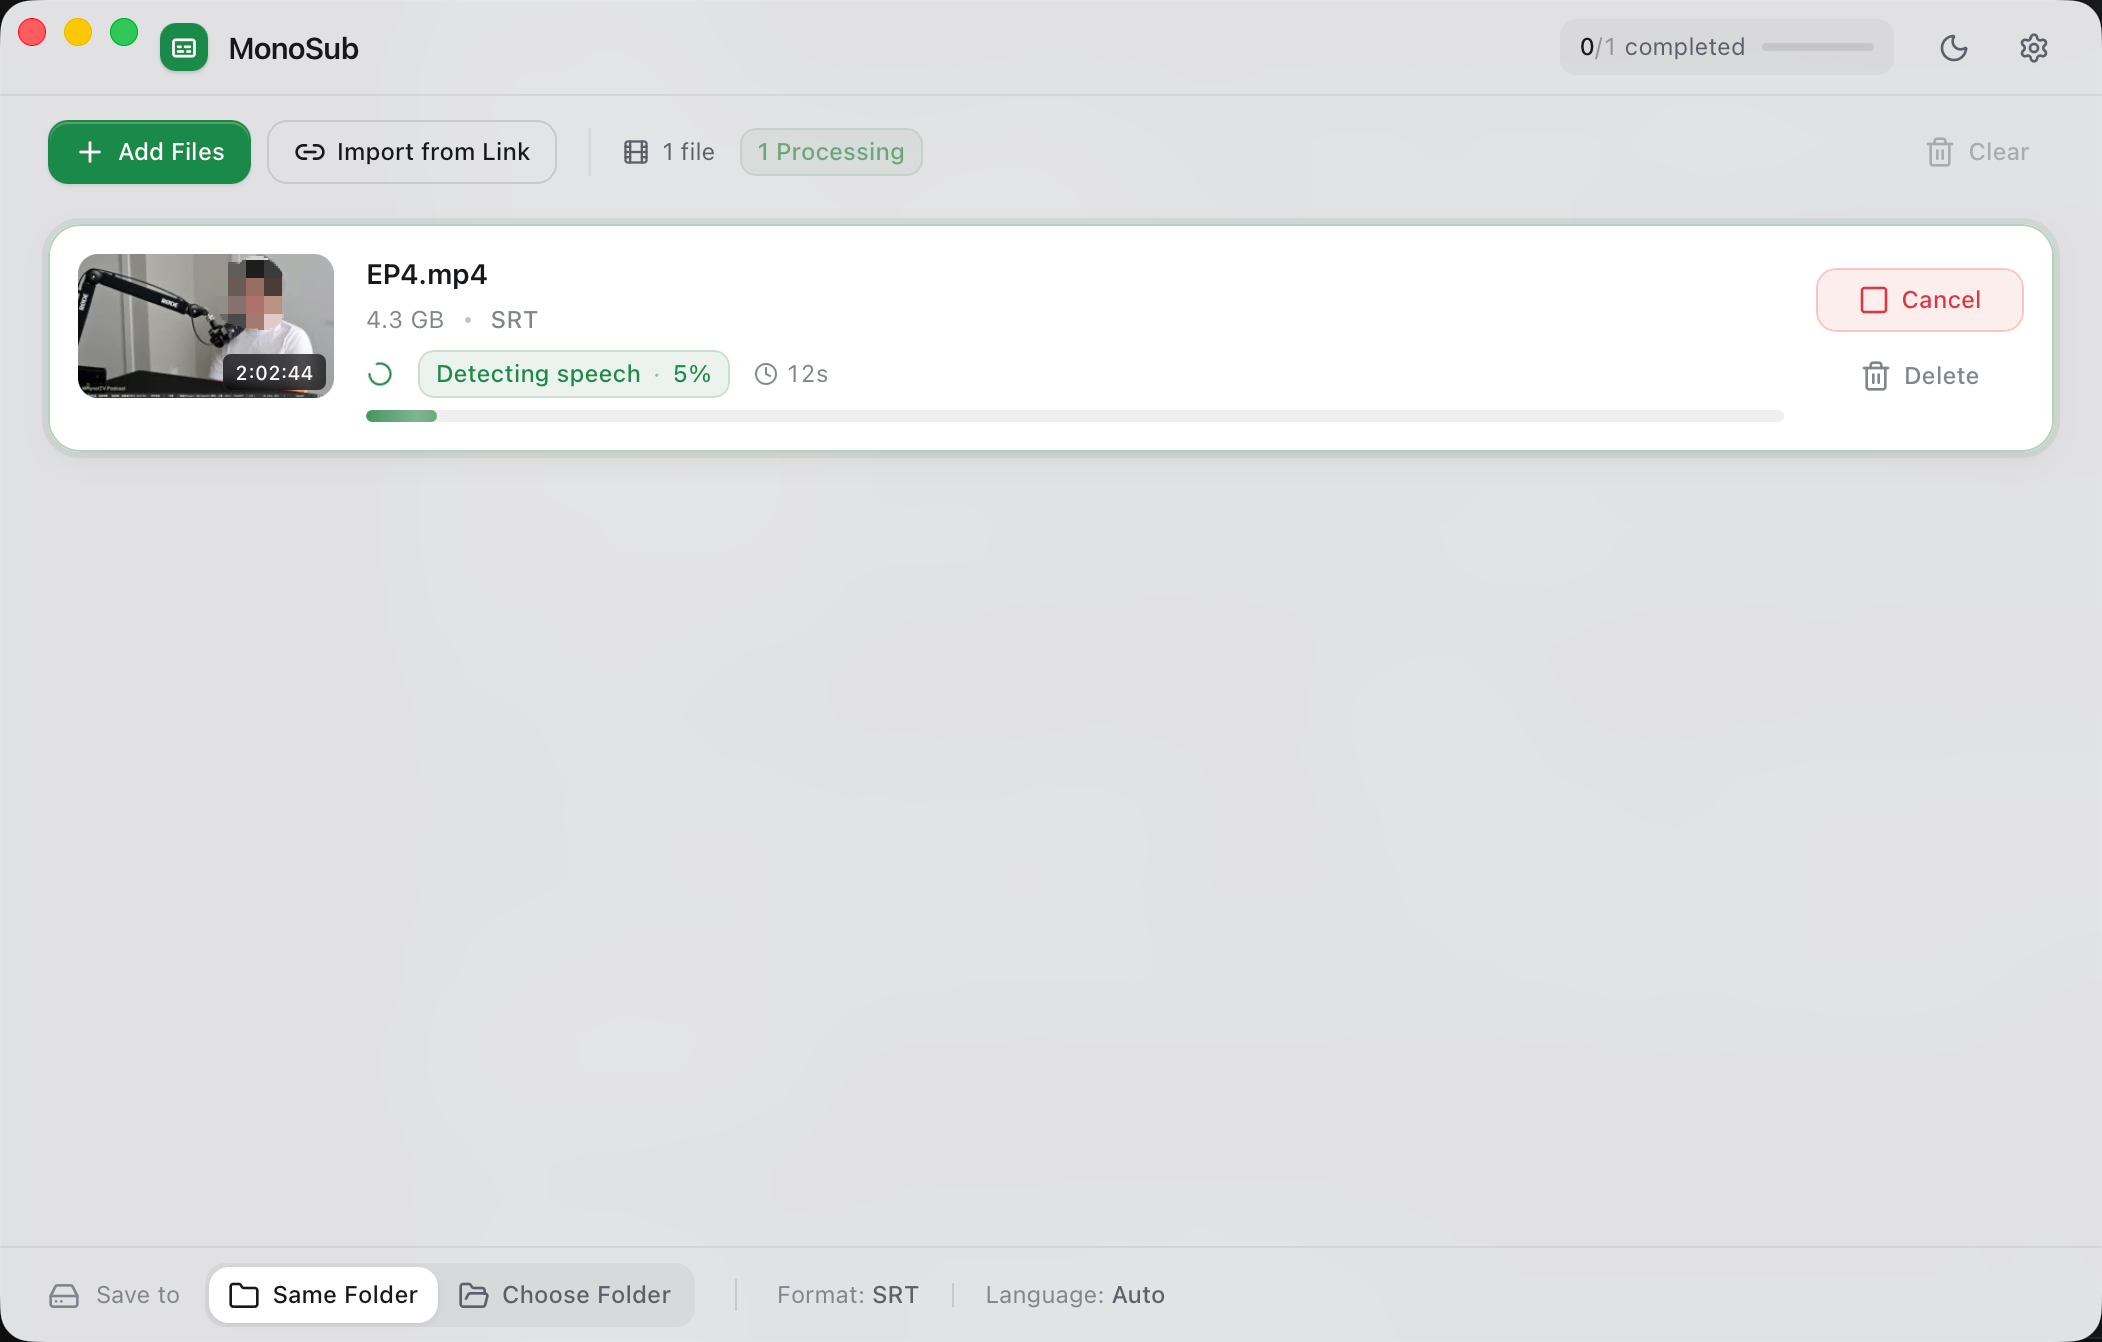 MonoSub
0/1 completed
Add Files
Import from Link
1 file
1 Processing
Clear
EP4.mp4
4.3 GB • SRT
Detecting speech · 5%
12s
2:02:44
RØDE
RØDE
Cancel
Delete
Save to
Same Folder
Choose Folder
Format: SRT
Language: Auto